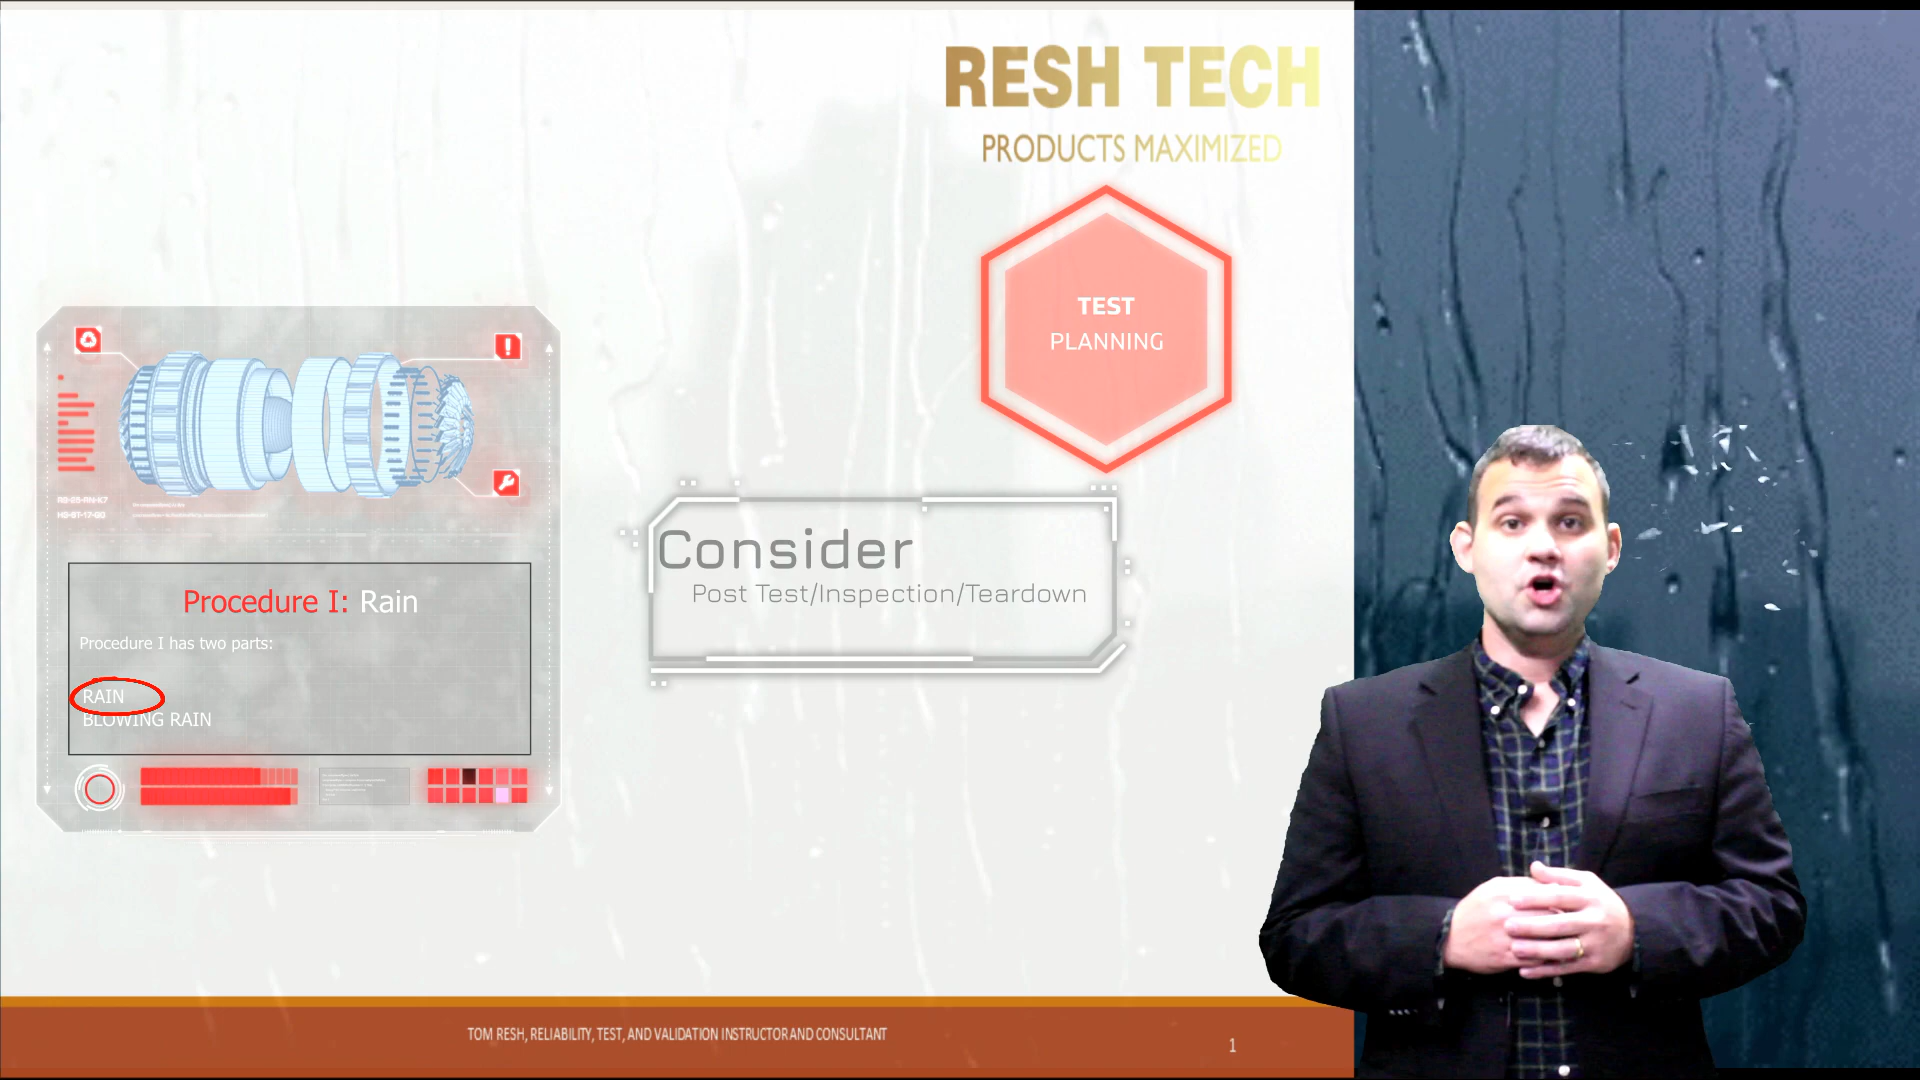 RESH TECH
PRODUCTS MAXIMIZED
TEST
PLANNING
Consider
Post Test/Inspection/Teardown
Procedure I: Rain
Procedure I has two parts:
RAIN
BLOWING RAIN
TOM RESH, RELIABILITY, TEST, AND VALIDATION INSTRUCTOR AND CONSULTANT
1